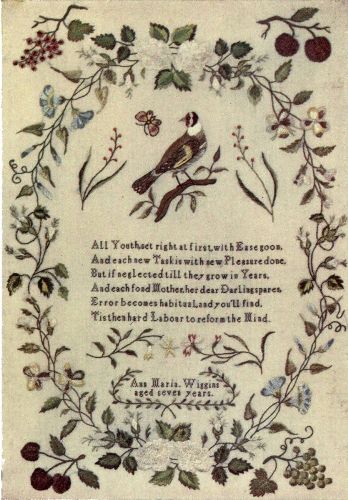 All Youth set right at first, with Ease go on,
And each new Task is with new Pleasure done,
But if neglected till they grow in Years,
And each fond Mother, her dear Darling spares,
Error becomes habitual, and you'll find,
Tis then hard Labour to reform the Mind.
Ann Maria. Wiggins
aged seven years.